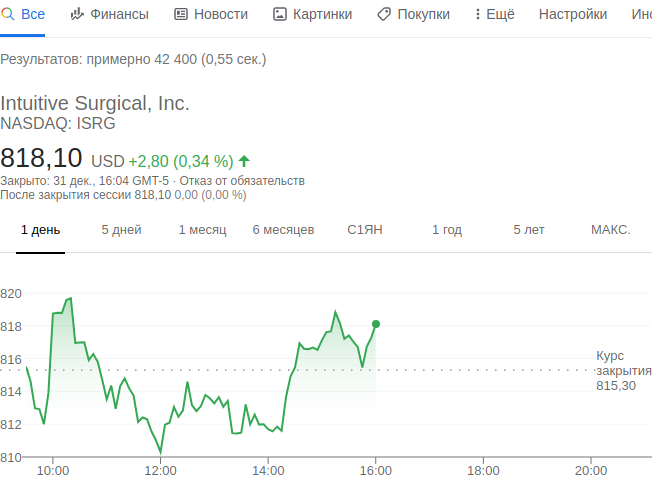 Все Финансы Новости Картинки Покупки Ещё Настройки Ин
Результатов: примерно 42 400 (0,55 сек.)
Intuitive Surgical, Inc.
NASDAQ: ISRG
818,10 USD +2,80 (0,34 %)
Закрыто: 31 дек., 16:04 GMT-5 · Отказ от обязательств
После закрытия сессии 818,10 0,00 (0,00 %)
1 день 5 дней 1 месяц 6 месяцев С1ЯН 1 год 5 лет МАКС.
820
818
816
Курс
закрытия
815,30
814
812
810
10:00 12:00 14:00 16:00 18:00 20:00